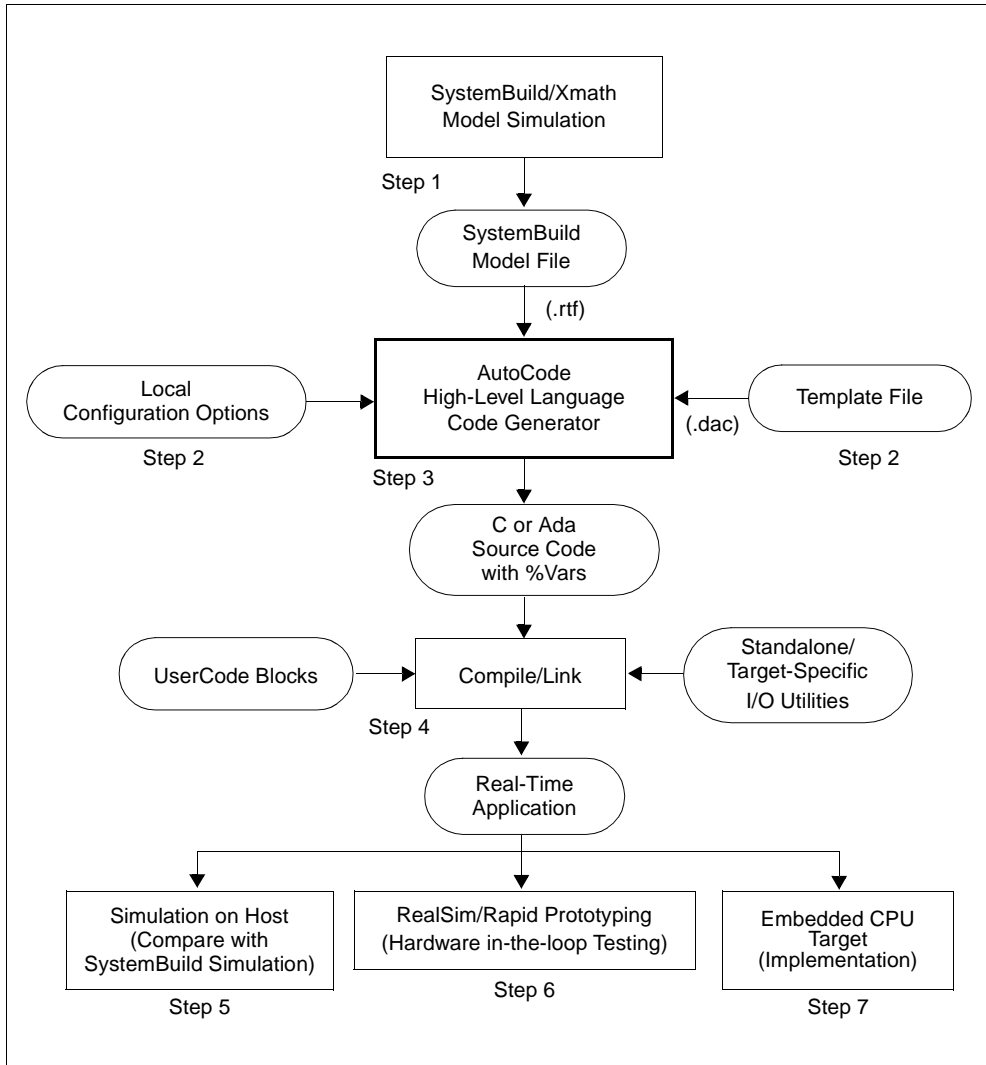 SystemBuild/Xmath
Model Simulation
Step 1
SystemBuild
Model File
(.rtf)
Local
Configuration Options
Step 2
AutoCode
High-Level Language
Code Generator
Step 3
(.dac)
Template File
Step 2
C or Ada
Source Code
with %Vars
UserCode Blocks
Compile/Link
Step 4
Standalone/
Target-Specific
I/O Utilities
Real-Time
Application
Simulation on Host
(Compare with
SystemBuild Simulation)
Step 5
RealSim/Rapid Prototyping
(Hardware in-the-loop Testing)
Step 6
Embedded CPU
Target
(Implementation)
Step 7